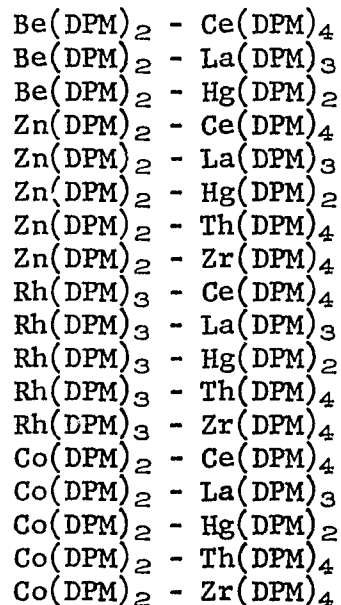 Be(DPM)₂ - Ce(DPM)₄
Be(DPM)₂ - La(DPM)₃
Be(DPM)₂ - Hg(DPM)₂
Zn(DPM)₂ - Ce(DPM)₄
Zn(DPM)₂ - La(DPM)₃
Zn(DPM)₂ - Hg(DPM)₂
Zn(DPM)₂ - Th(DPM)₄
Zn(DPM)₂ - Zr(DPM)₄
Rh(DPM)₃ - Ce(DPM)₄
Rh(DPM)₃ - La(DPM)₃
Rh(DPM)₃ - Hg(DPM)₂
Rh(DPM)₃ - Th(DPM)₄
Rh(DPM)₃ - Zr(DPM)₄
Co(DPM)₂ - Ce(DPM)₄
Co(DPM)₂ - La(DPM)₃
Co(DPM)₂ - Hg(DPM)₂
Co(DPM)₂ - Th(DPM)₄
Co(DPM)₂ - Zr(DPM)₄